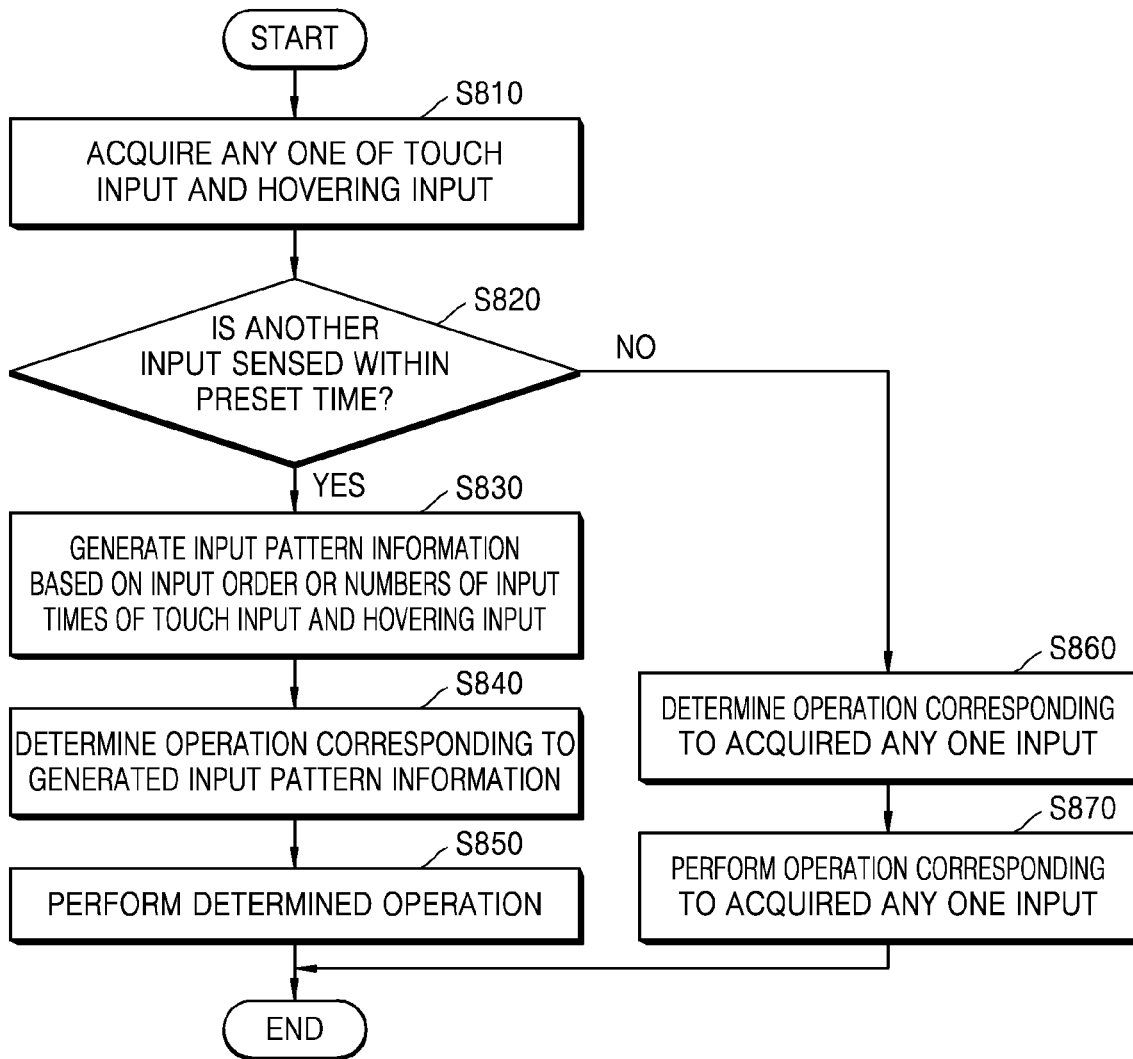 START
S810
ACQUIRE ANY ONE OF TOUCH
INPUT AND HOVERING INPUT
S820
IS ANOTHER
INPUT SENSED WITHIN
PRESET TIME?
NO
YES
S830
GENERATE INPUT PATTERN INFORMATION
BASED ON INPUT ORDER OR NUMBERS OF INPUT
TIMES OF TOUCH INPUT AND HOVERING INPUT
S840
DETERMINE OPERATION CORRESPONDING TO
GENERATED INPUT PATTERN INFORMATION
S850
PERFORM DETERMINED OPERATION
S860
DETERMINE OPERATION CORRESPONDING
TO ACQUIRED ANY ONE INPUT
S870
PERFORM OPERATION CORRESPONDING
TO ACQUIRED ANY ONE INPUT
END